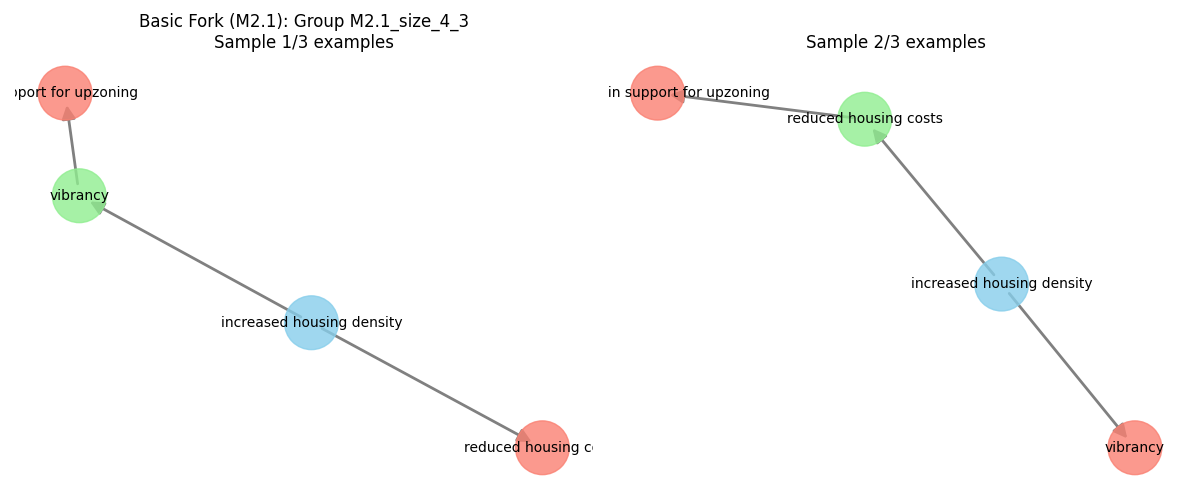 Basic Fork (M2.1): Group M2.1_size_4_3
Sample 1/3 examples
port for upzoning
vibrancy
increased housing density
reduced housing c
Sample 2/3 examples
in support for upzoning
reduced housing costs
increased housing density
vibrancy